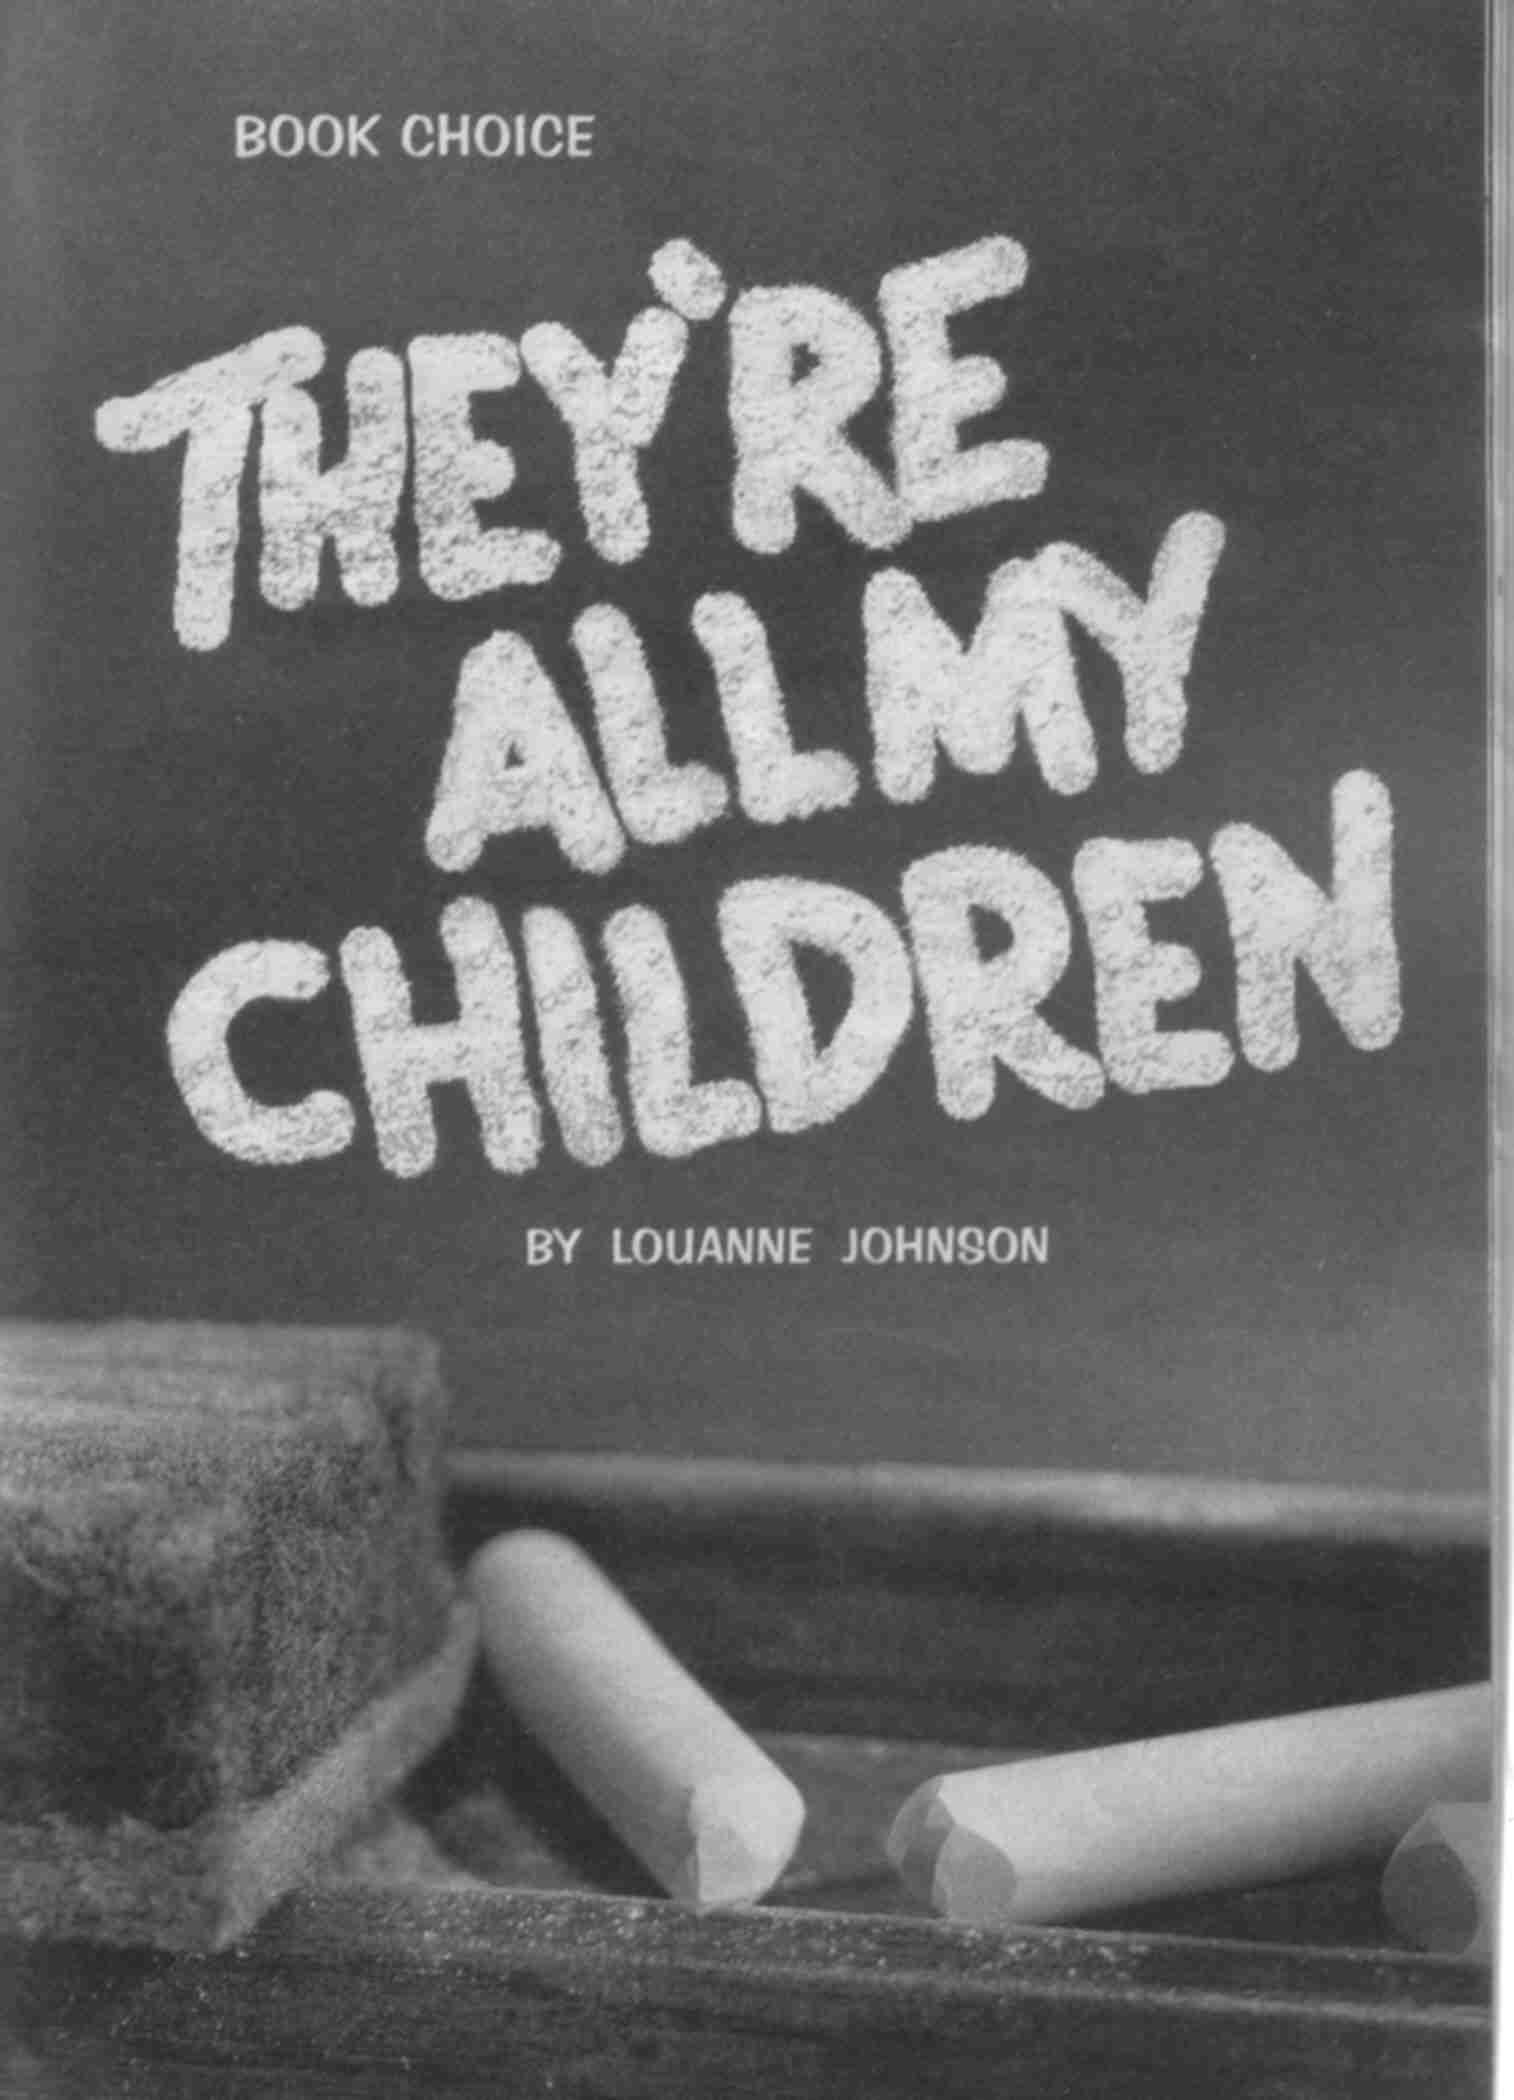 BOOK CHOICE
THEY'RE
ALL MY
CHILDREN
BY LOUANNE JOHNSON